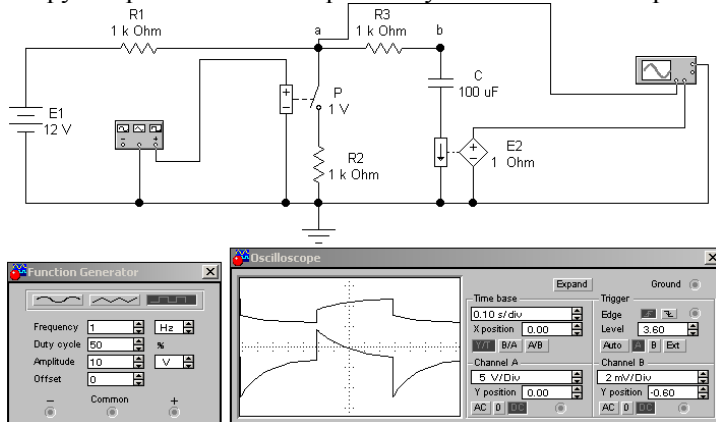 R1
1 k Ohm
a
R3
1 k Ohm
b
E1
12 V
P
1 V
C
100 uF
R2
1 k Ohm
E2
1 Ohm
Function Generator
Frequency 1 Hz
Duty cycle 50 %
Amplitude 10 V
Offset 0
Common
Oscilloscope
Expand
Ground
Time base
0.10 s/div
X position 0.00
Y/T B/A A/B
Trigger
Edge
Level 3.60
Auto A B Ext
Channel A
5 V/Div
Y position 0.00
AC 0 DC
Channel B
2 mV/Div
Y position -0.60
AC 0 DC